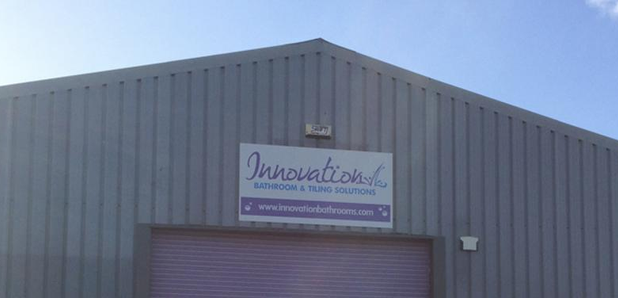 Innovation
BATHROOM & TILING SOLUTIONS
www.innovationbathrooms.com